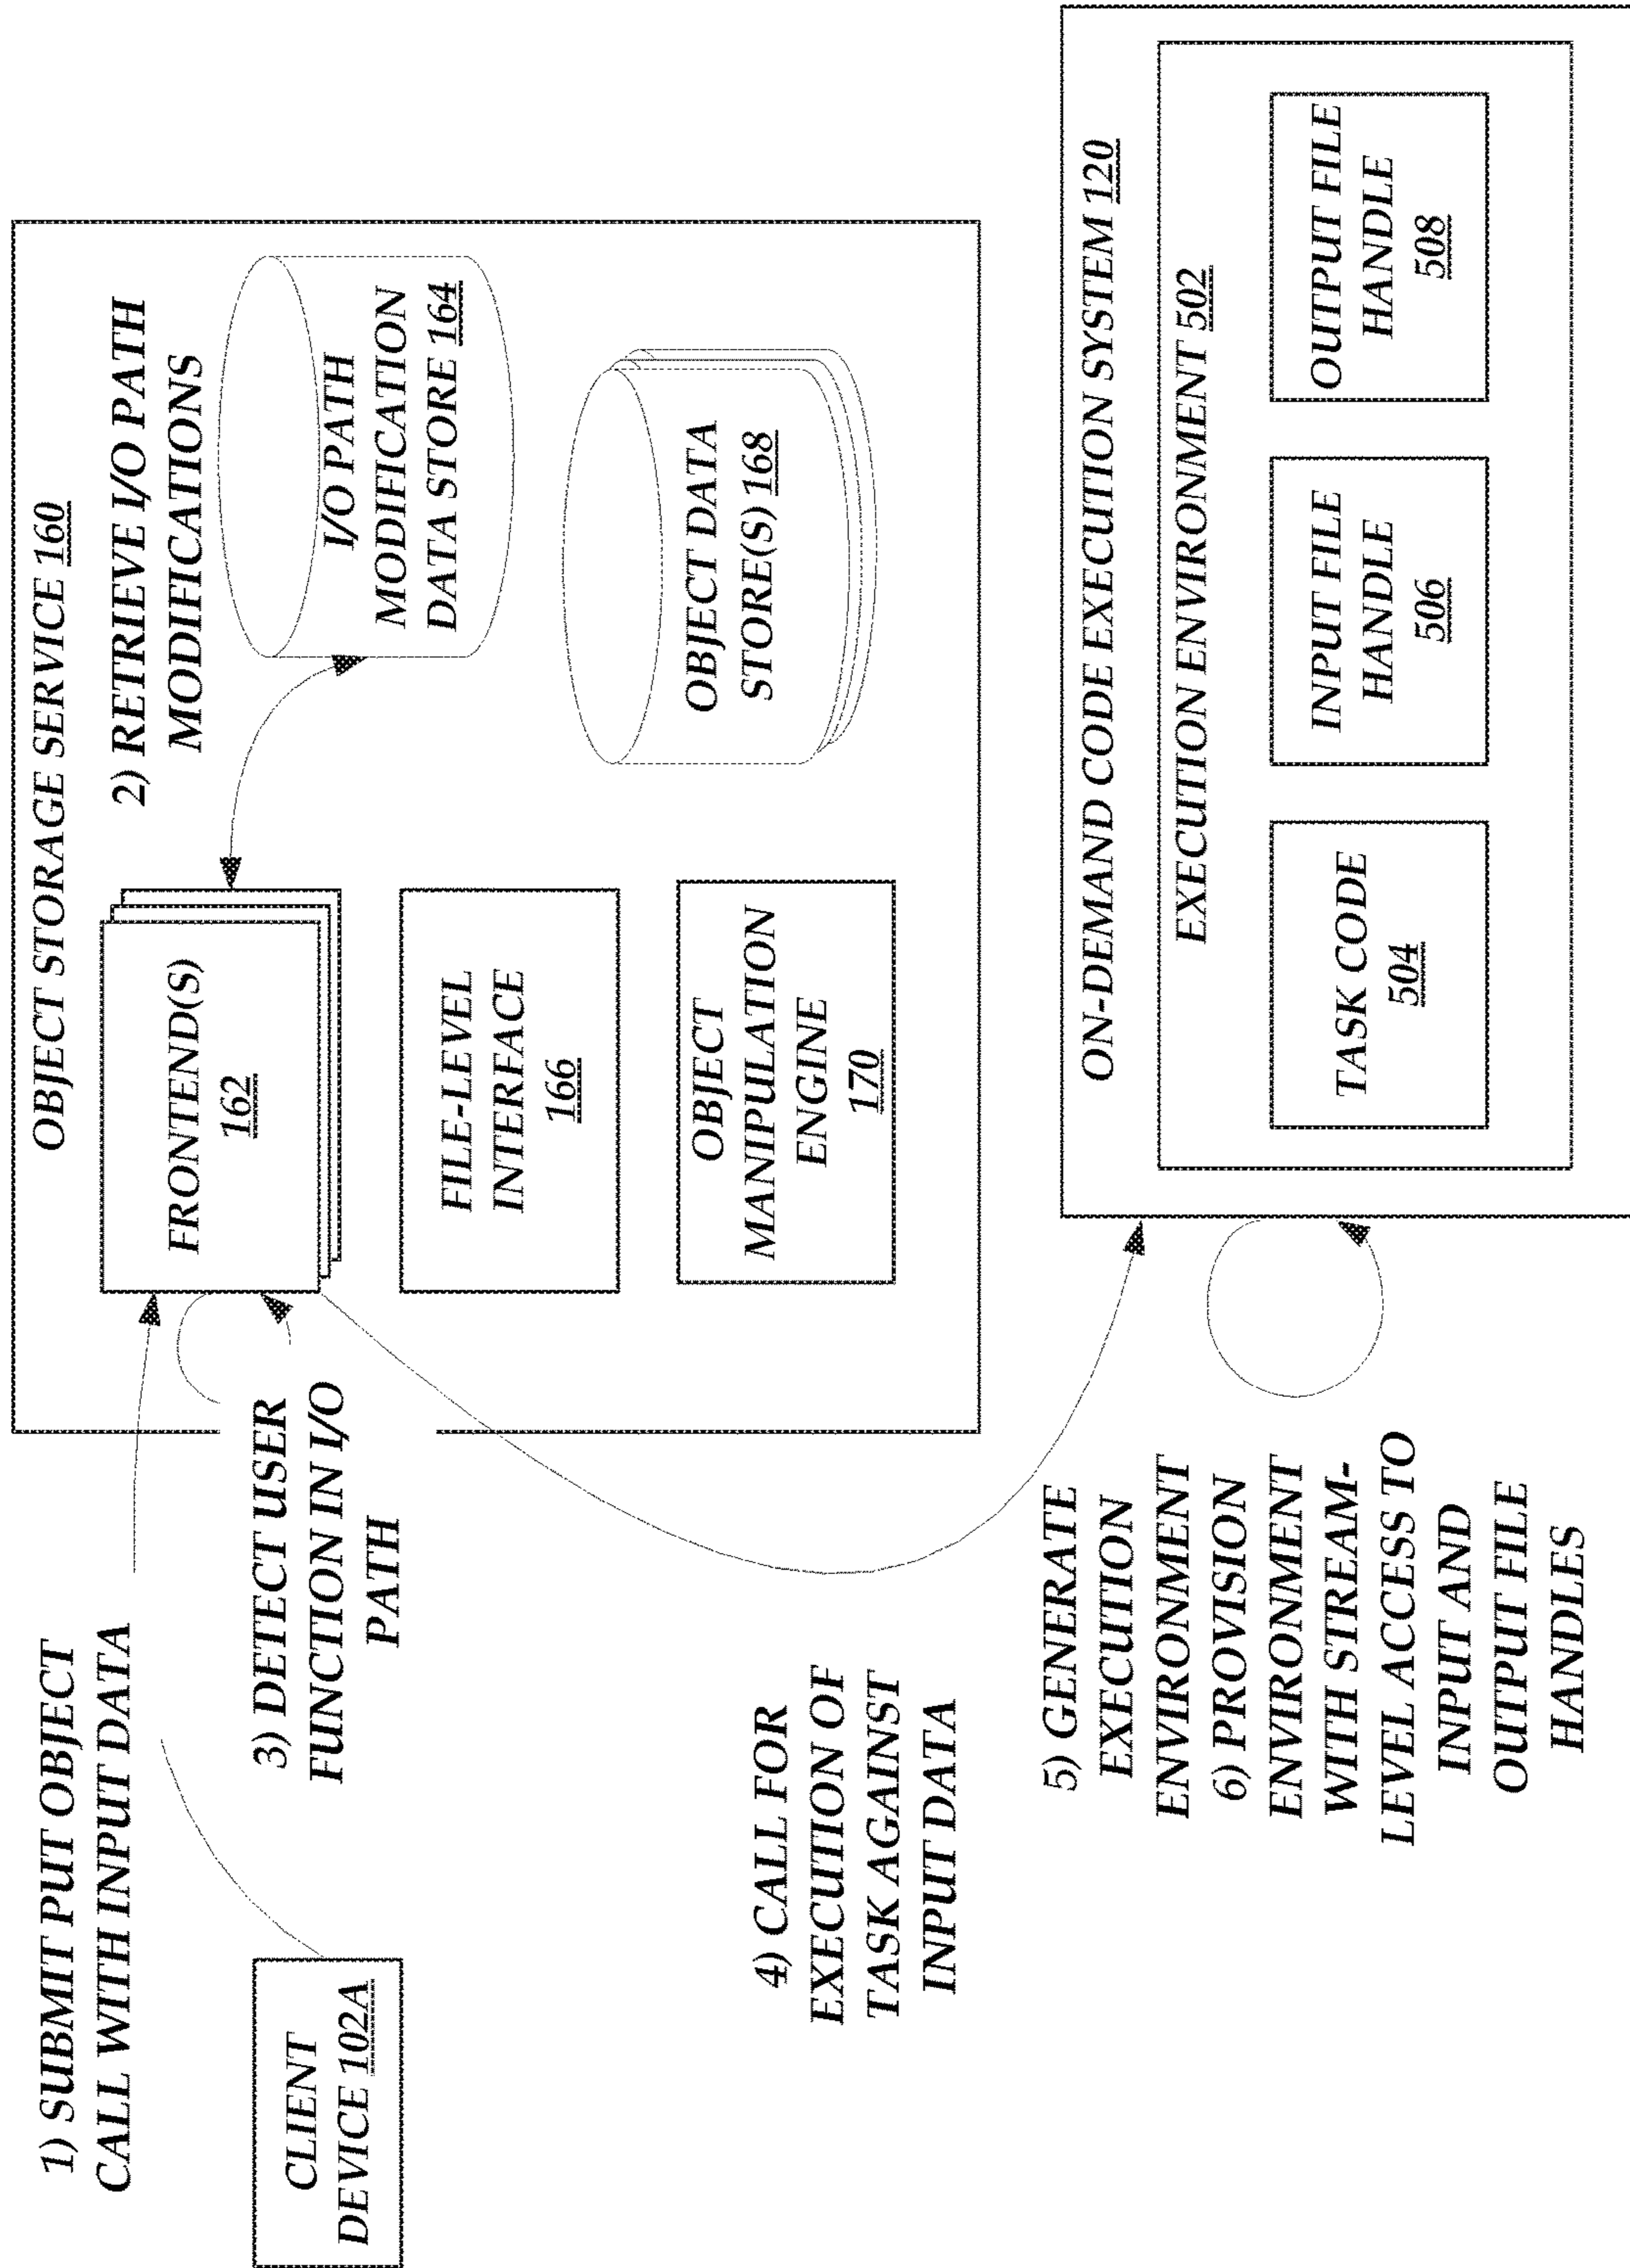 1) SUBMIT PUT OBJECT
CALL WITH INPUT DATA
CLIENT
DEVICE 102A
OBJECT STORAGE SERVICE 160
FRONTEND(S)
162
2) RETRIEVE I/O PATH
MODIFICATIONS
I/O PATH
MODIFICATION
DATA STORE 164
3) DETECT USER
FUNCTION IN I/O
PATH
FILE-LEVEL
INTERFACE
166
OBJECT DATA
STORE(S) 168
OBJECT
MANIPULATION
ENGINE
170
4) CALL FOR
EXECUTION OF
TASK AGAINST
INPUT DATA
5) GENERATE
EXECUTION
ENVIRONMENT
6) PROVISION
ENVIRONMENT
WITH STREAM-
LEVEL ACCESS TO
INPUT AND
OUTPUT FILE
HANDLES
ON-DEMAND CODE EXECUTION SYSTEM 120
EXECUTION ENVIRONMENT 502
TASK CODE
504
INPUT FILE
HANDLE
506
OUTPUT FILE
HANDLE
508